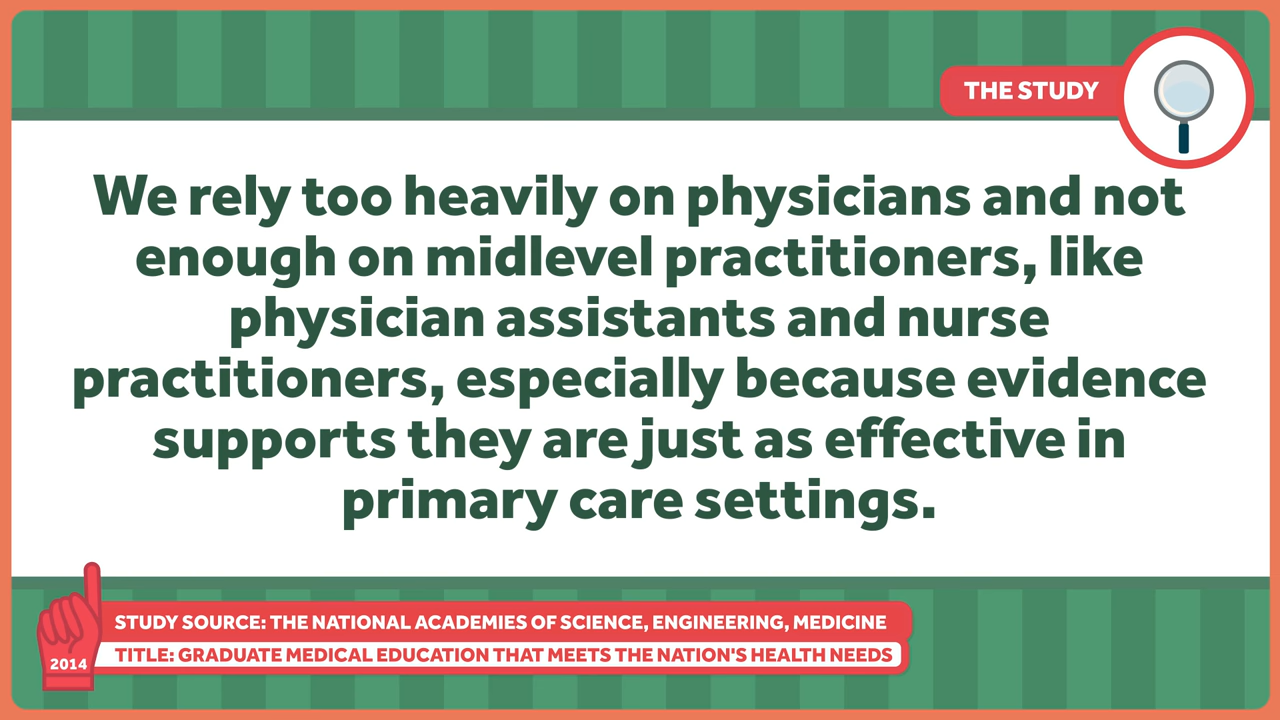 THE STUDY
We rely too heavily on physicians and not
enough on midlevel practitioners, like
physician assistants and nurse
practitioners, especially because evidence
supports they are just as effective in
primary care settings.
STUDY SOURCE: THE NATIONAL ACADEMIES OF SCIENCE, ENGINEERING, MEDICINE
2014
TITLE: GRADUATE MEDICAL EDUCATION THAT MEETS THE NATION'S HEALTH NEEDS